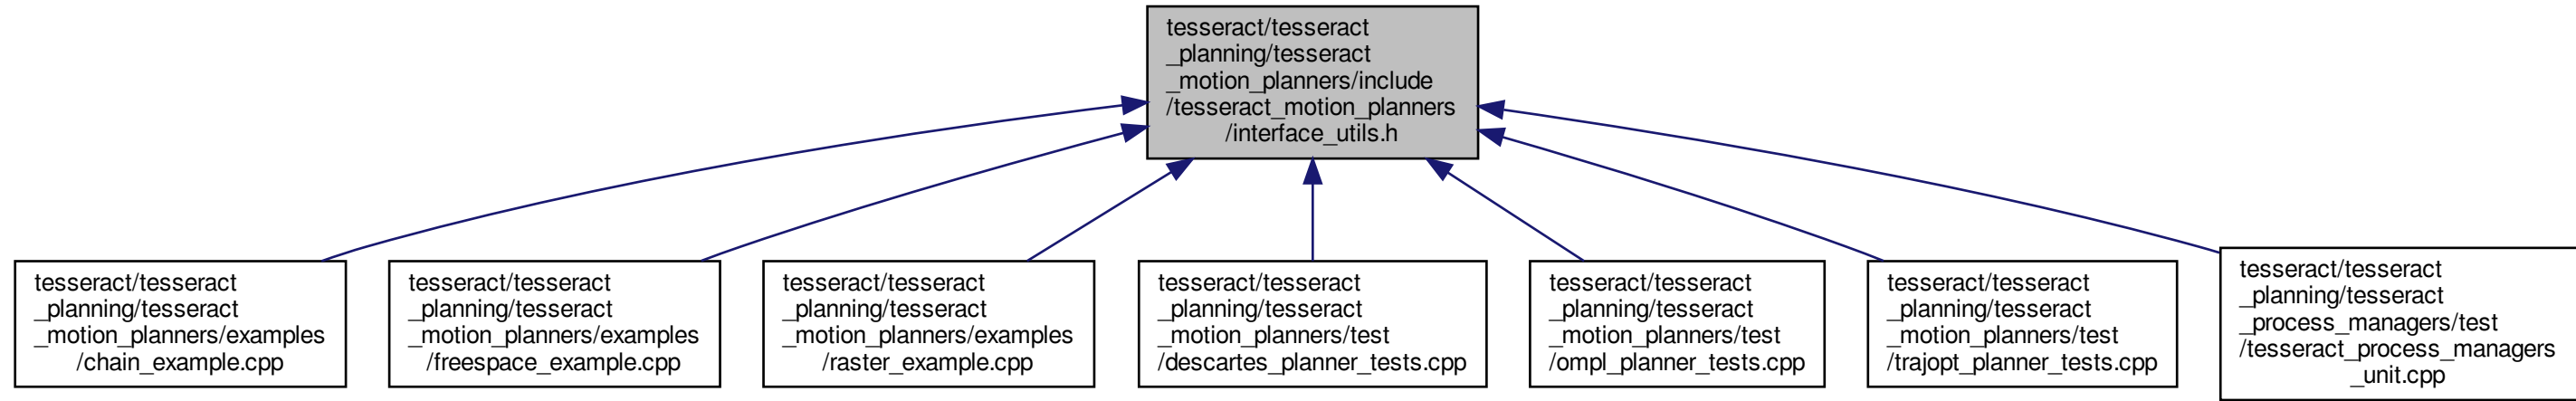 tesseract/tesseract
_planning/tesseract
_motion_planners/include
/tesseract_motion_planners
/interface_utils.h
tesseract/tesseract
_planning/tesseract
_motion_planners/examples
/chain_example.cpp
tesseract/tesseract
_planning/tesseract
_motion_planners/examples
/freespace_example.cpp
tesseract/tesseract
_planning/tesseract
_motion_planners/examples
/raster_example.cpp
tesseract/tesseract
_planning/tesseract
_motion_planners/test
/descartes_planner_tests.cpp
tesseract/tesseract
_planning/tesseract
_motion_planners/test
/ompl_planner_tests.cpp
tesseract/tesseract
_planning/tesseract
_motion_planners/test
/trajopt_planner_tests.cpp
tesseract/tesseract
_planning/tesseract
_process_managers/test
/tesseract_process_managers
_unit.cpp